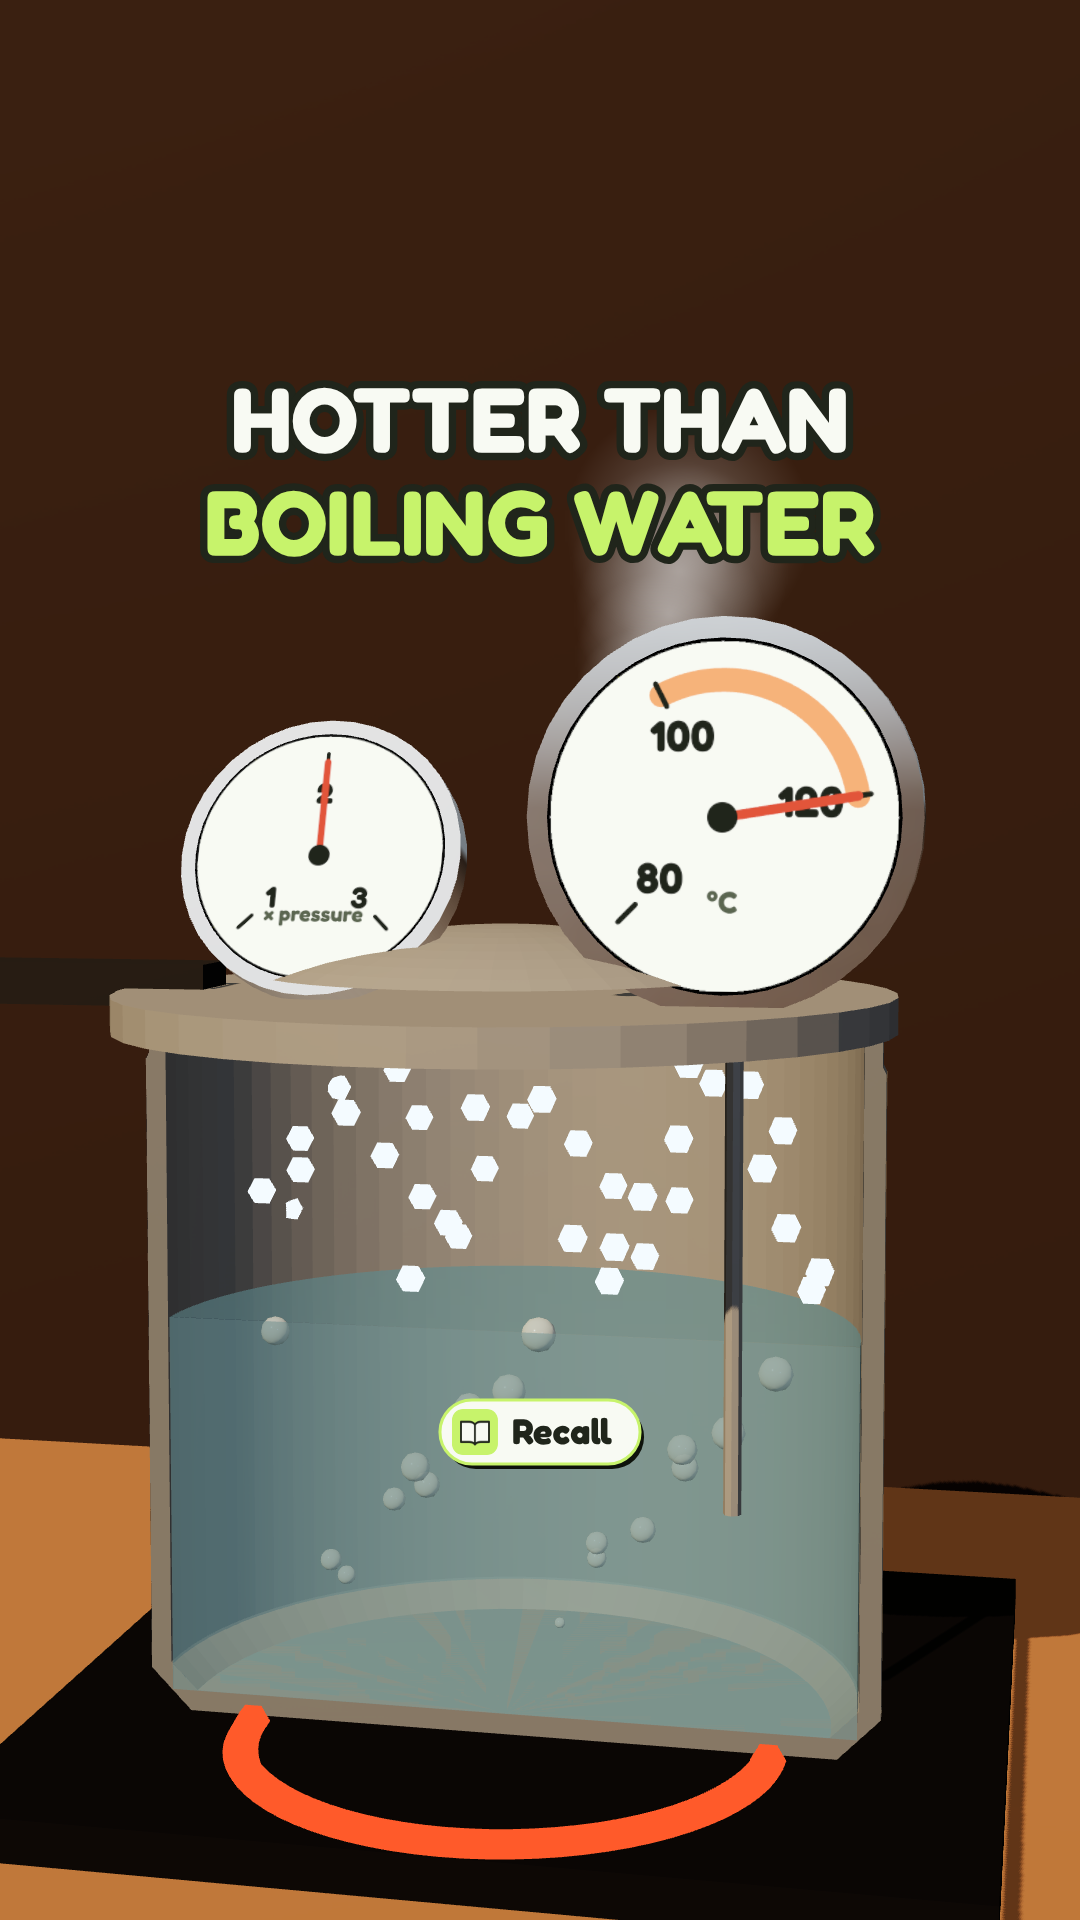 HOTTER THAN
BOILING WATER
100
120
80
°C
2
1
3
× pressure
Recall